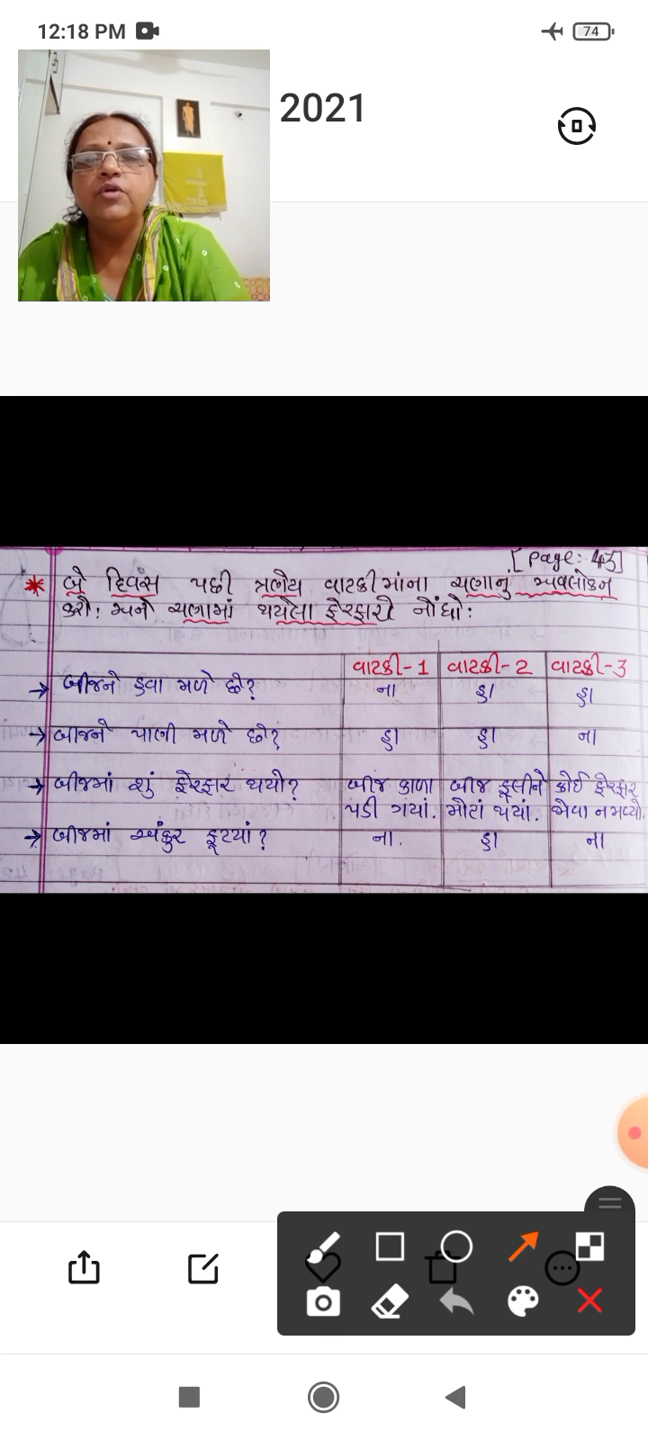 12:18 PM
74
2021
[Page: 43]
* બે દિવસ પછી ત્રણેય વાટકીમાંના ચણાનું અવલોકન
કરો; અને ચણામાં થયેલા ફેરફારો નોંધો:
વાટકી-1 વાટકી-2 વાટકી-3
→ બીજને હવા મળે છે? ના હા હા
→ બીજને પાણી મળે છે? હા હા ના
→ બીજમાં શું ફેરફાર થયો? બીજ કાળા બીજ ફૂલીને કોઈ ફેરફાર
પડી ગયાં. મોટાં થયાં. જોવા ન મળ્યો.
→ બીજમાં અંકુર ફૂટયાં? ના. હા ના